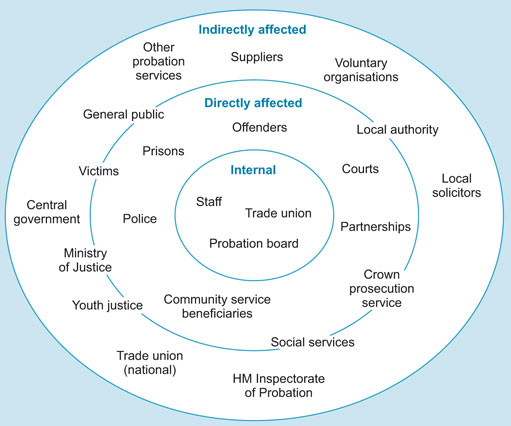 Indirectly affected
Other
probation
services
Suppliers
Voluntary
organisations
Directly affected
General public
Offenders
Local authority
Prisons
Internal
Courts
Victims
Local
solicitors
Central
government
Staff
Trade union
Police
Partnerships
Probation board
Ministry
of Justice
Crown
prosecution
service
Youth justice
Community service
beneficiaries
Social services
Trade union
(national)
HM Inspectorate
of Probation